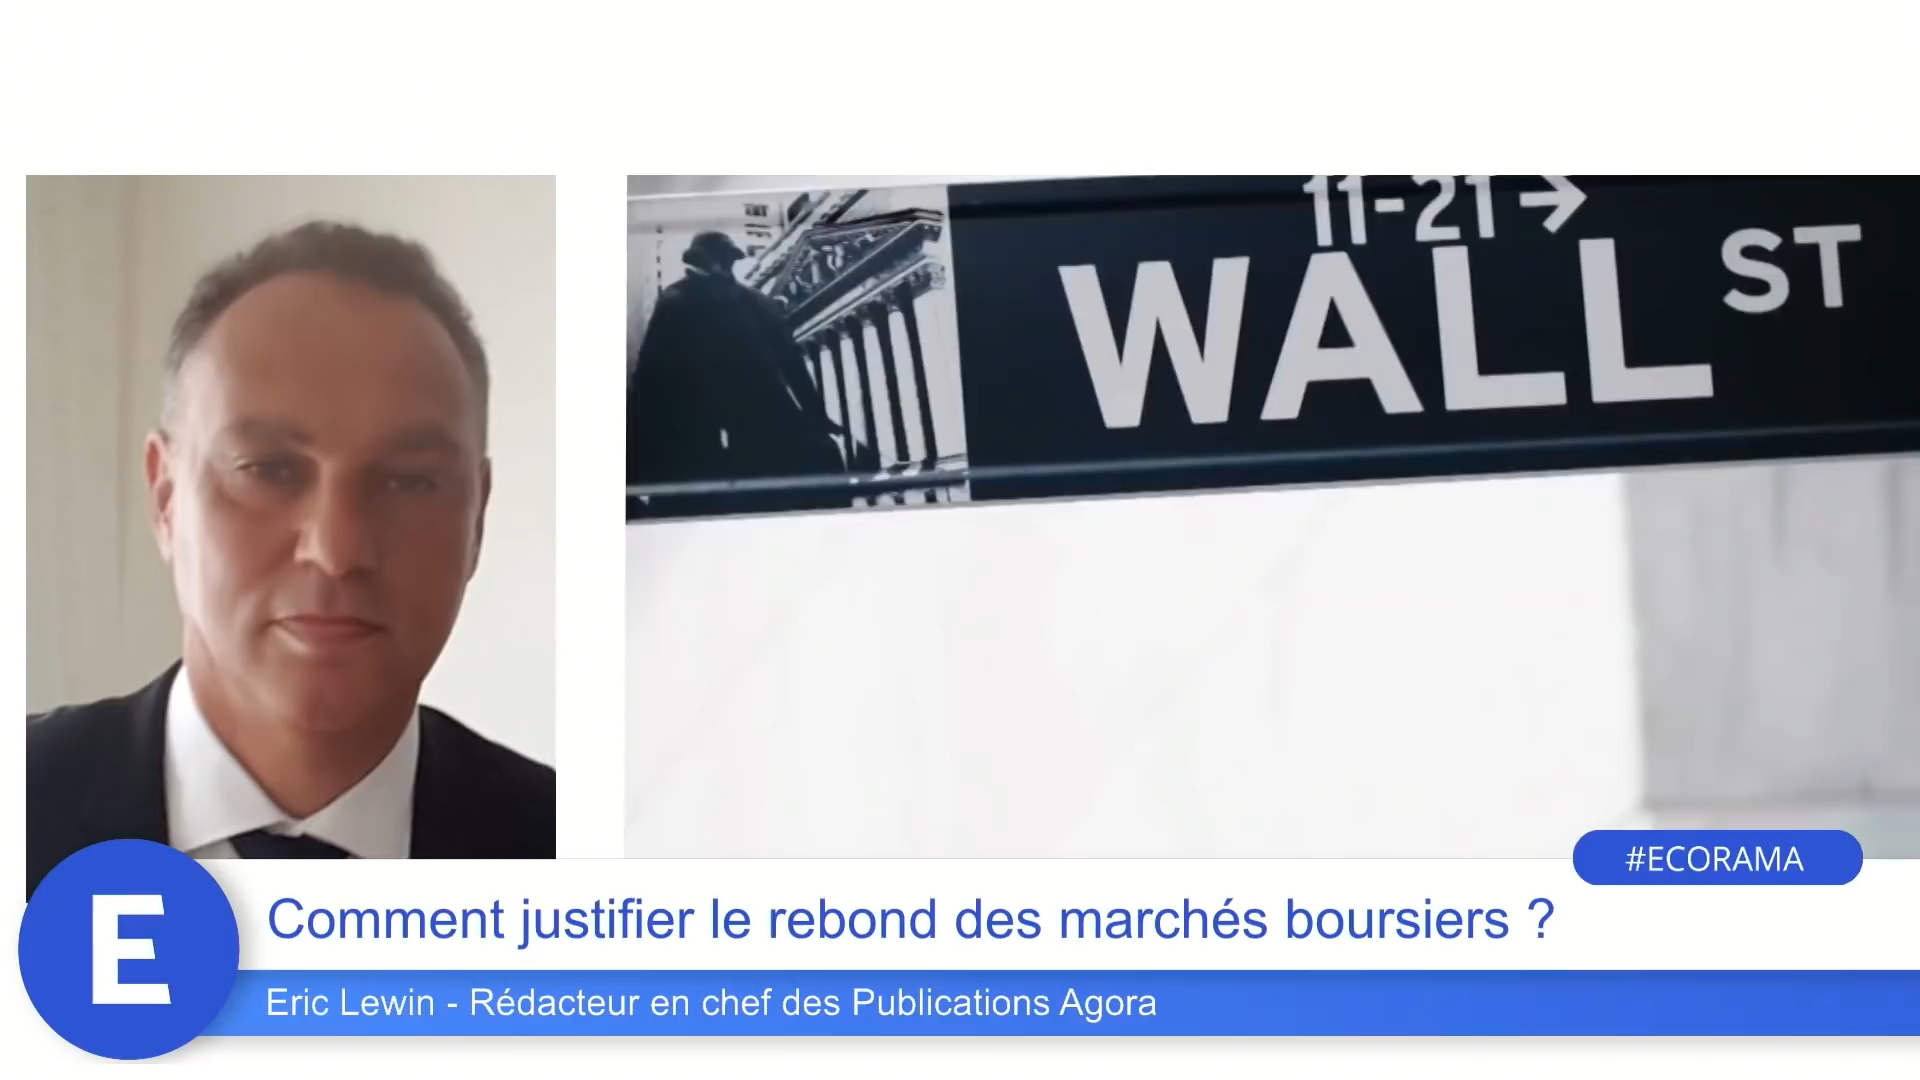 11-21→
WALL ST
#ECORAMA
E
Comment justifier le rebond des marchés boursiers ?
Eric Lewin - Rédacteur en chef des Publications Agora